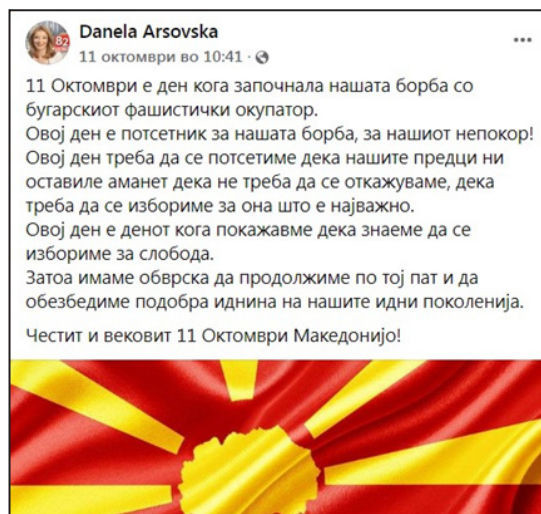 Danela Arsovska
82
11 октомври во 10:41 ·
11 Октомври е ден кога започнала нашата борба со
бугарскиот фашистички окупатор.
Овој ден е потсетник за нашата борба, за нашиот непокор!
Овој ден треба да се потсетиме дека нашите предци ни
оставиле аманет дека не треба да се откажуваме, дека
треба да се избориме за она што е најважно.
Овој ден е денот кога покажавме дека знаеме да се
избориме за слобода.
Затоа имаме обврска да продолжиме по тој пат и да
обезбедиме подобра иднина на нашите идни поколенија.
Честит и вековит 11 Октомври Македонијо!